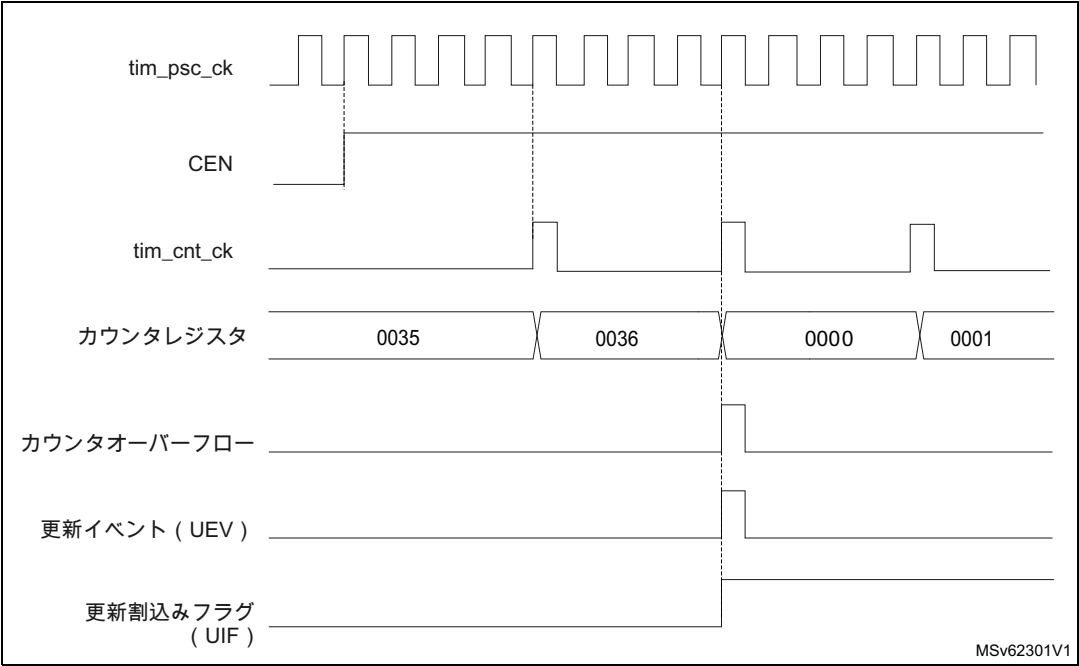 tim_psc_ck
CEN
tim_cnt_ck
カウンタレジスタ
0035
0036
0000
0001
カウンタオーバーフロー
更新イベント ( UEV )
更新割込みフラグ
( UIF )
MSv62301V1